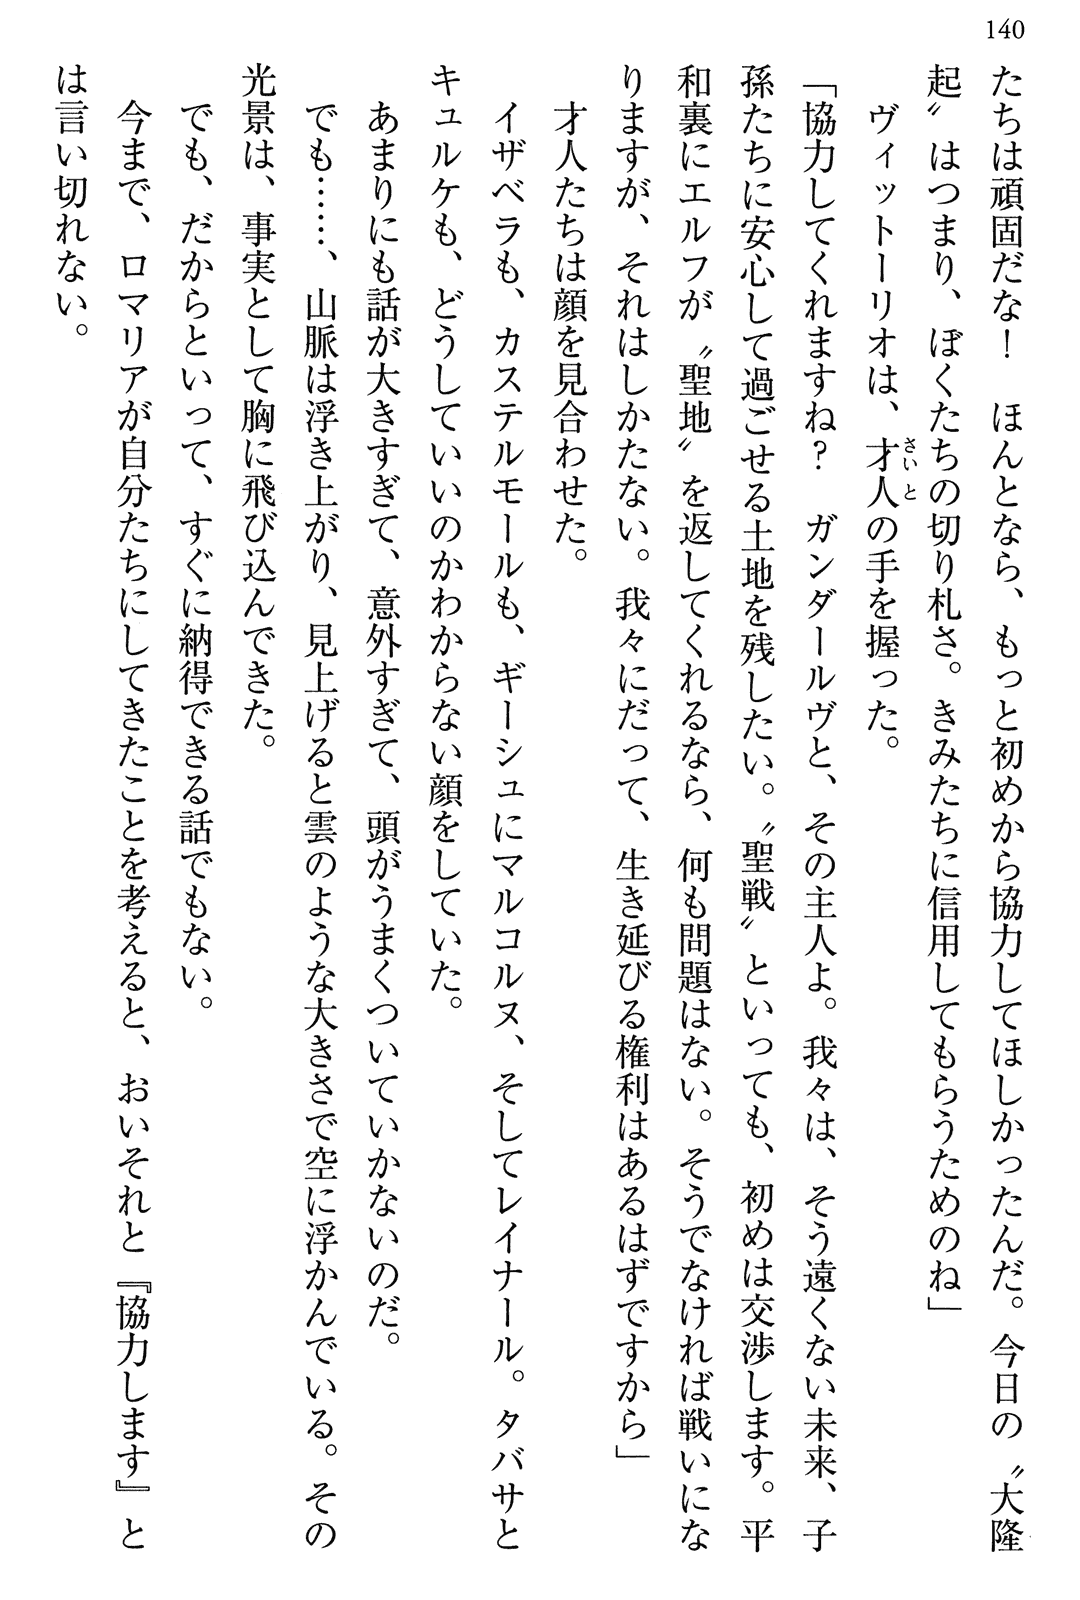 140
たちは頑固だな！　ほんとなら、もっと初めから協力してほしかったんだ。今日の〝大隆
起〟はつまり、ぼくたちの切り札さ。きみたちに信用してもらうためのね」
　ヴィットーリオは、才人の手を握った。
さいと
「協力してくれますね？　ガンダールヴと、その主人よ。我々は、そう遠くない未来、子
孫たちに安心して過ごせる土地を残したい。〝聖戦〟といっても、初めは交渉します。平
和裏にエルフが〝聖地〟を返してくれるなら、何も問題はない。そうでなければ戦いにな
りますが、それはしかたない。我々にだって、生き延びる権利はあるはずですから」
　才人たちは顔を見合わせた。
　イザベラも、カステルモールも、ギーシュにマルコルヌ、そしてレイナール。タバサと
キュルケも、どうしていいのかわからない顔をしていた。
　あまりにも話が大きすぎて、意外すぎて、頭がうまくついていかないのだ。
　でも……、山脈は浮き上がり、見上げると雲のような大きさで空に浮かんでいる。その
光景は、事実として胸に飛び込んできた。
　でも、だからといって、すぐに納得できる話でもない。
　今まで、ロマリアが自分たちにしてきたことを考えると、おいそれと『協力します』と
は言い切れない。